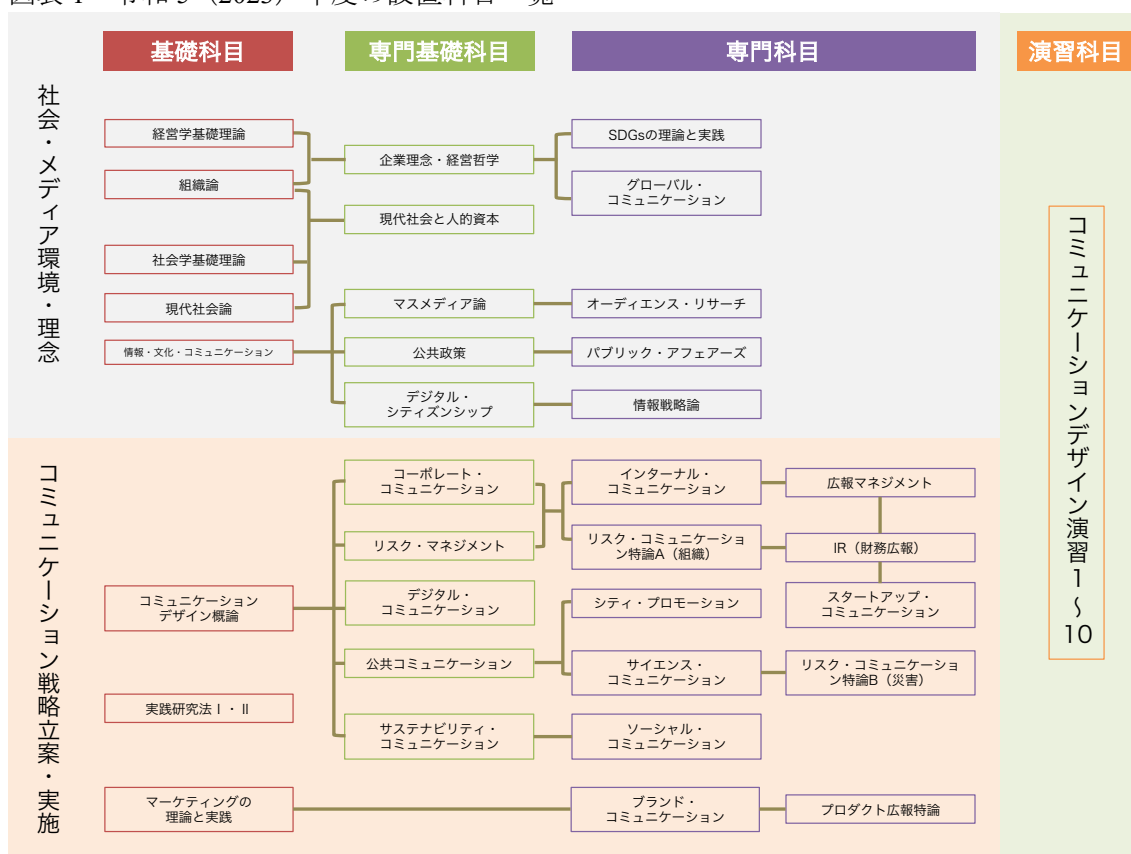 図表 1 令和 5（2023）年度の設置科目一覧
基礎科目
専門基礎科目
専門科目
演習科目
社会・メディア環境・理念
経営学基礎理論
組織論
社会学基礎理論
現代社会論
情報・文化・コミュニケーション
企業理念・経営哲学
現代社会と人的資本
マスメディア論
公共政策
デジタル・
シティズンシップ
SDGsの理論と実践
グローバル・
コミュニケーション
オーディエンス・リサーチ
パブリック・アフェアーズ
情報戦略論
コミュニケーション戦略立案・実施
コミュニケーション
デザイン概論
実践研究法Ⅰ・Ⅱ
マーケティングの
理論と実践
コーポレート・
コミュニケーション
リスク・マネジメント
デジタル・
コミュニケーション
公共コミュニケーション
サステナビリティ・
コミュニケーション
インターナル・
コミュニケーション
リスク・コミュニケーショ
ン特論A（組織）
シティ・プロモーション
サイエンス・
コミュニケーション
ソーシャル・
コミュニケーション
ブランド・
コミュニケーション
広報マネジメント
IR（財務広報）
スタートアップ・
コミュニケーション
リスク・コミュニケーショ
ン特論B（災害）
プロダクト広報特論
コミュニケーションデザイン演習1～10